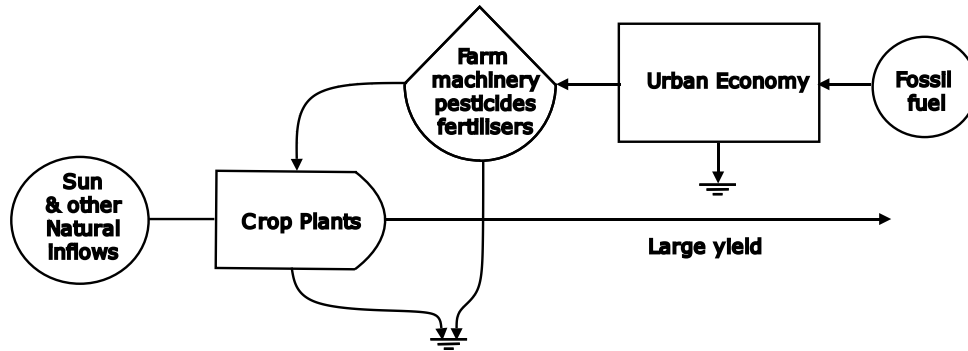 Farm
machinery
pesticides
fertilisers
Urban Economy
Fossil
fuel
Sun
& other
Natural
inflows
Crop Plants
Large yield